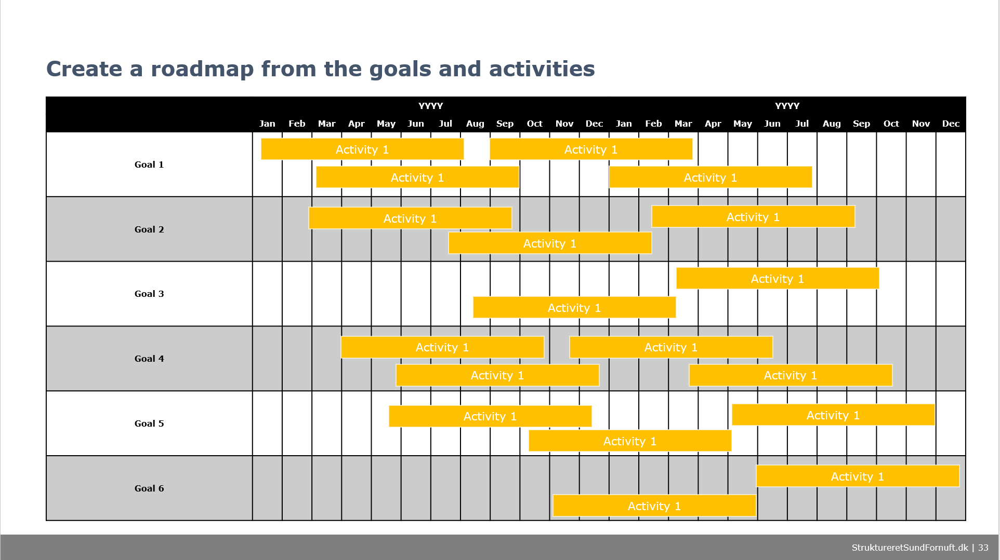 Create a roadmap from the goals and activities
YYYY YYYY
Jan Feb Mar Apr May Jun Jul Aug Sep Oct Nov Dec Jan Feb Mar Apr May Jun Jul Aug Sep Oct Nov Dec
Activity 1 Activity 1
Goal 1
Activity 1 Activity 1
Activity 1 Activity 1
Goal 2
Activity 1
Activity 1
Goal 3
Activity 1
Activity 1 Activity 1
Goal 4
Activity 1 Activity 1
Activity 1 Activity 1
Goal 5
Activity 1
Activity 1
Goal 6
Activity 1
StruktureretSundFornuft.dk | 33